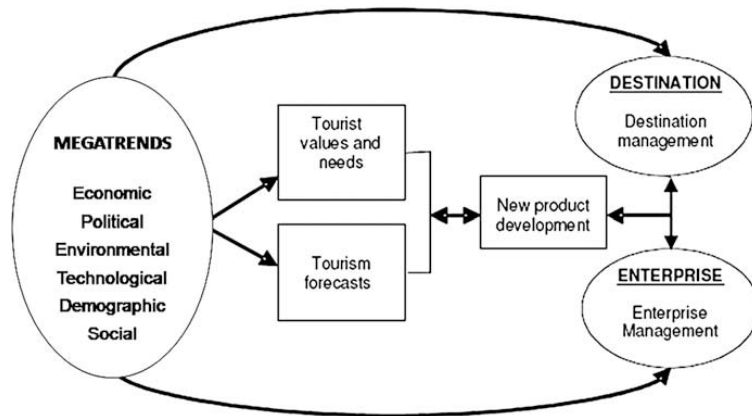 MEGATRENDS
Economic
Political
Environmental
Technological
Demographic
Social
Tourist
values and
needs
Tourism
forecasts
New product
development
DESTINATION
Destination
management
ENTERPRISE
Enterprise
Management